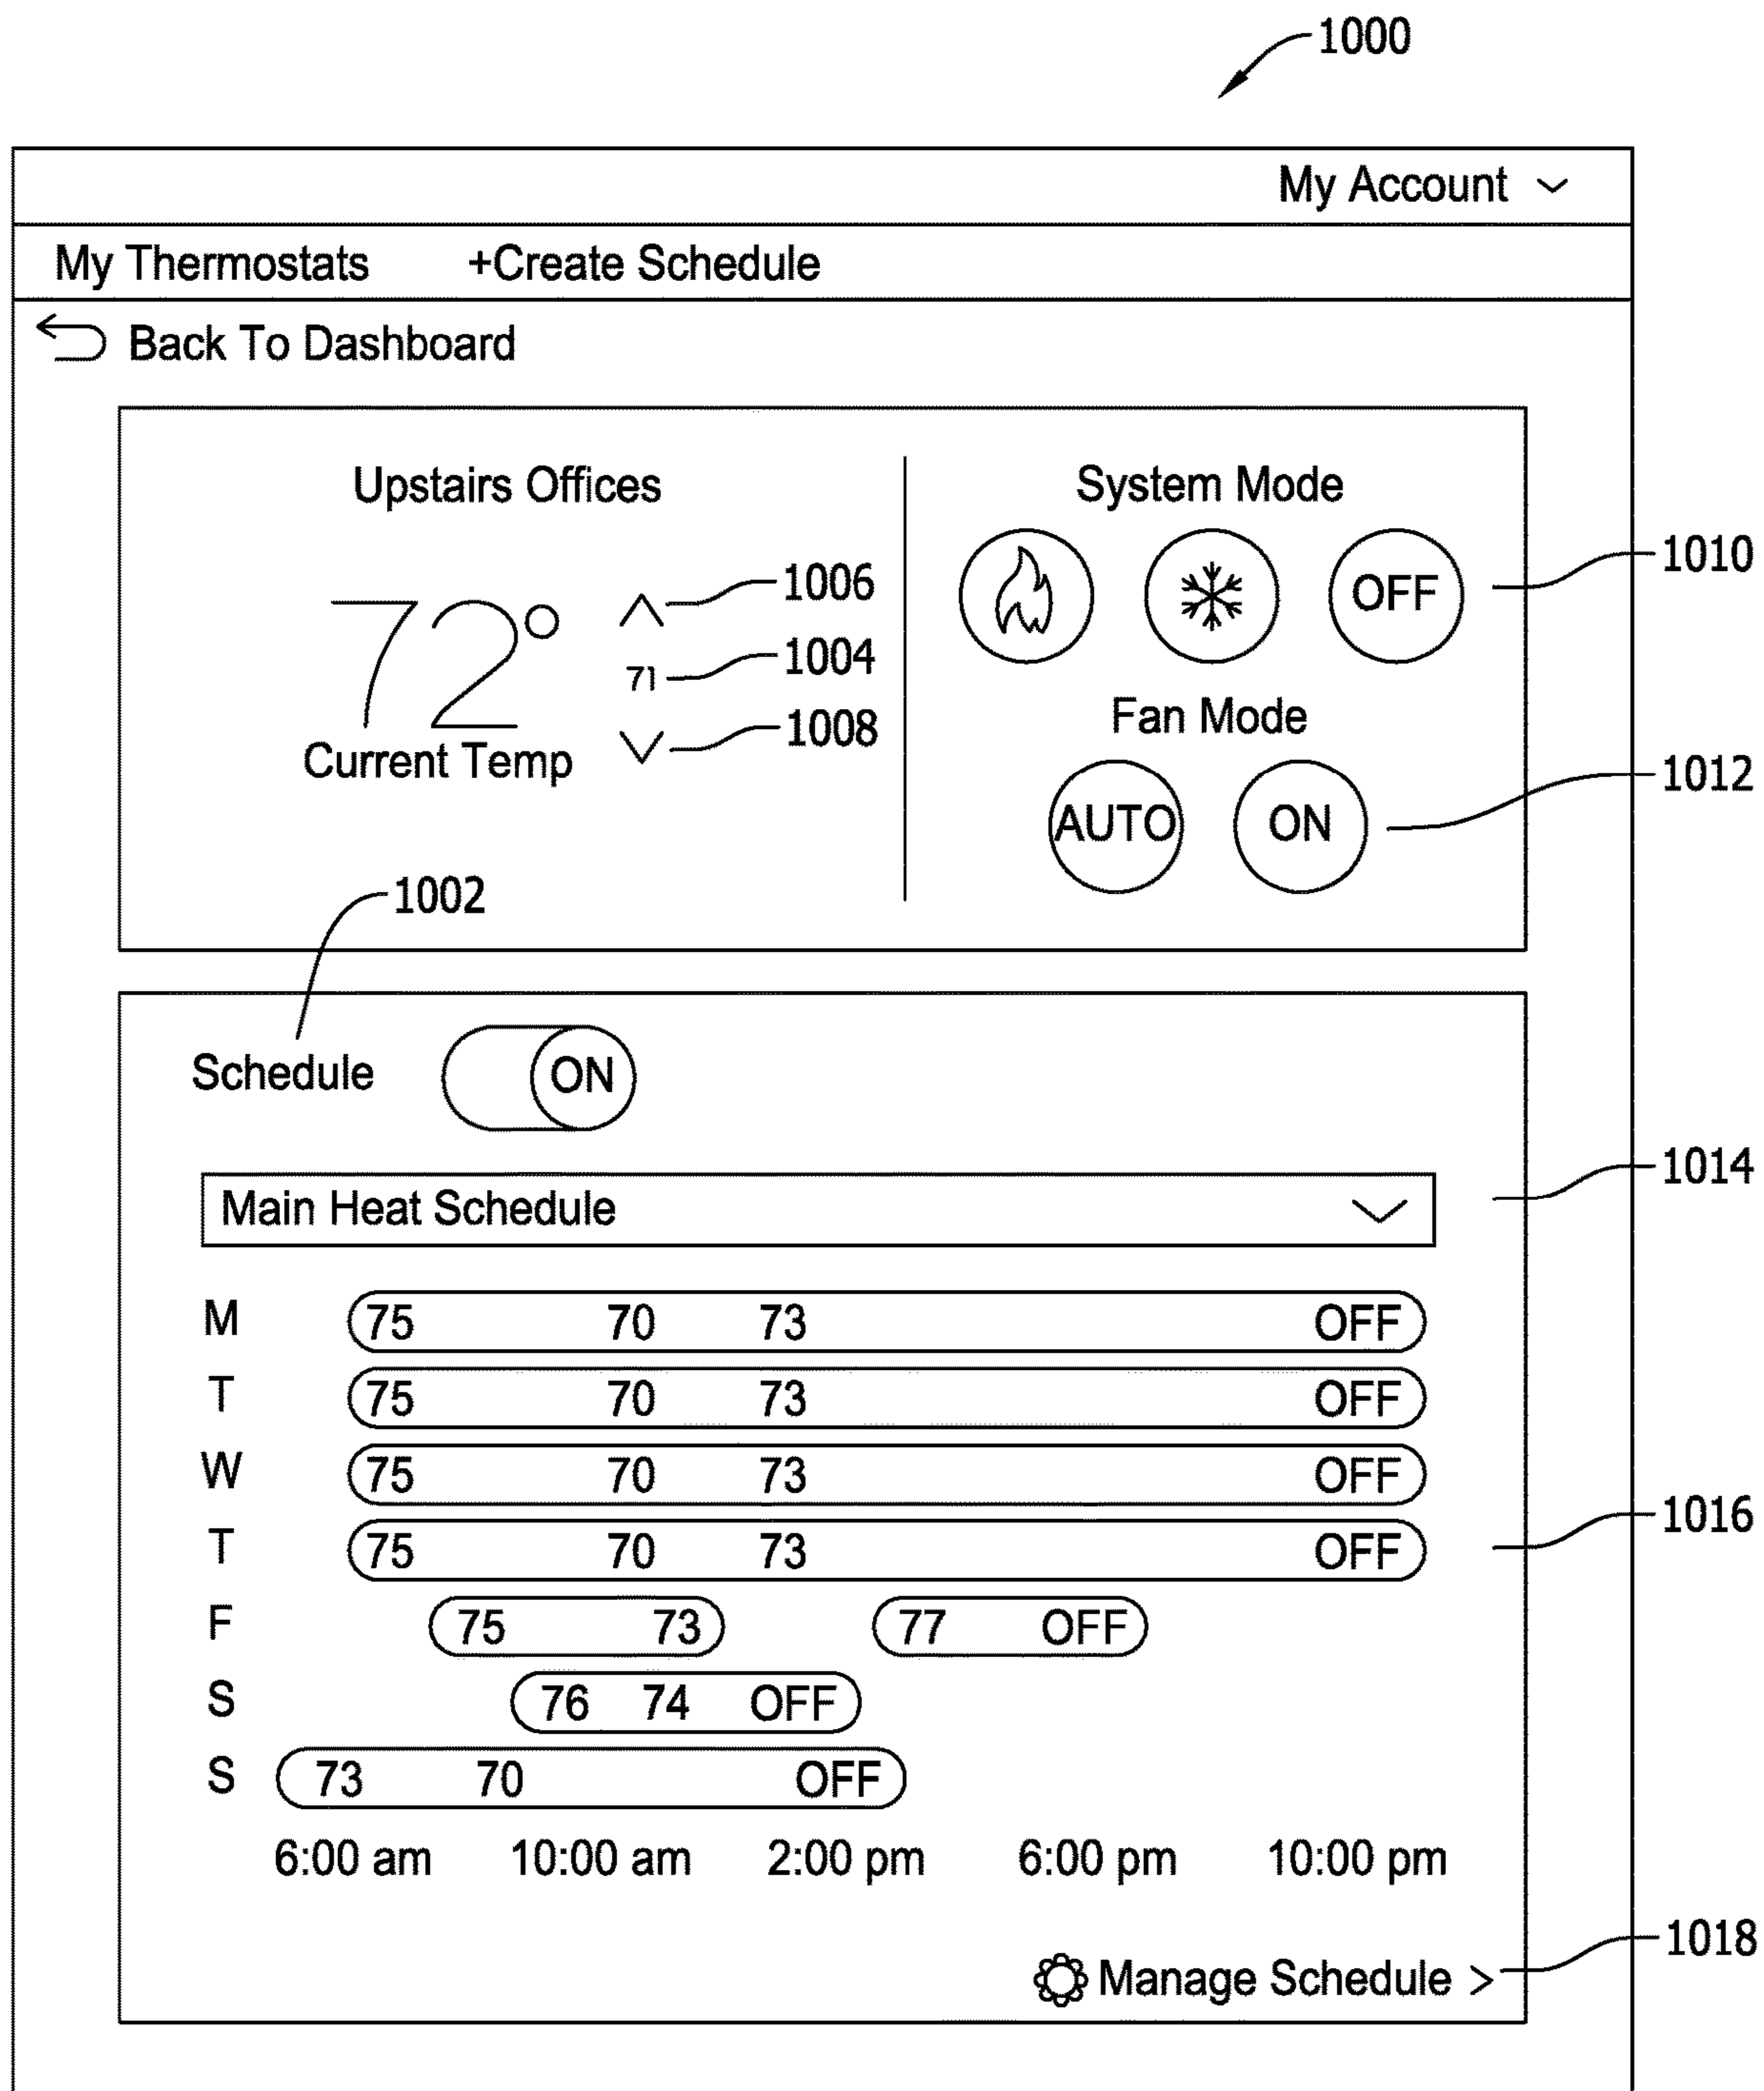 1000
My Account
My Thermostats +Create Schedule
Back To Dashboard
Upstairs Offices
System Mode
72°
1006
71
1004
1008
Current Temp
OFF
1010
Fan Mode
AUTO
ON
1012
1002
Schedule
ON
Main Heat Schedule
1014
M 75 70 73 OFF
T 75 70 73 OFF
W 75 70 73 OFF
T 75 70 73 OFF
1016
F 75 73 77 OFF
S 76 74 OFF
S 73 70 OFF
6:00 am 10:00 am 2:00 pm 6:00 pm 10:00 pm
Manage Schedule >
1018